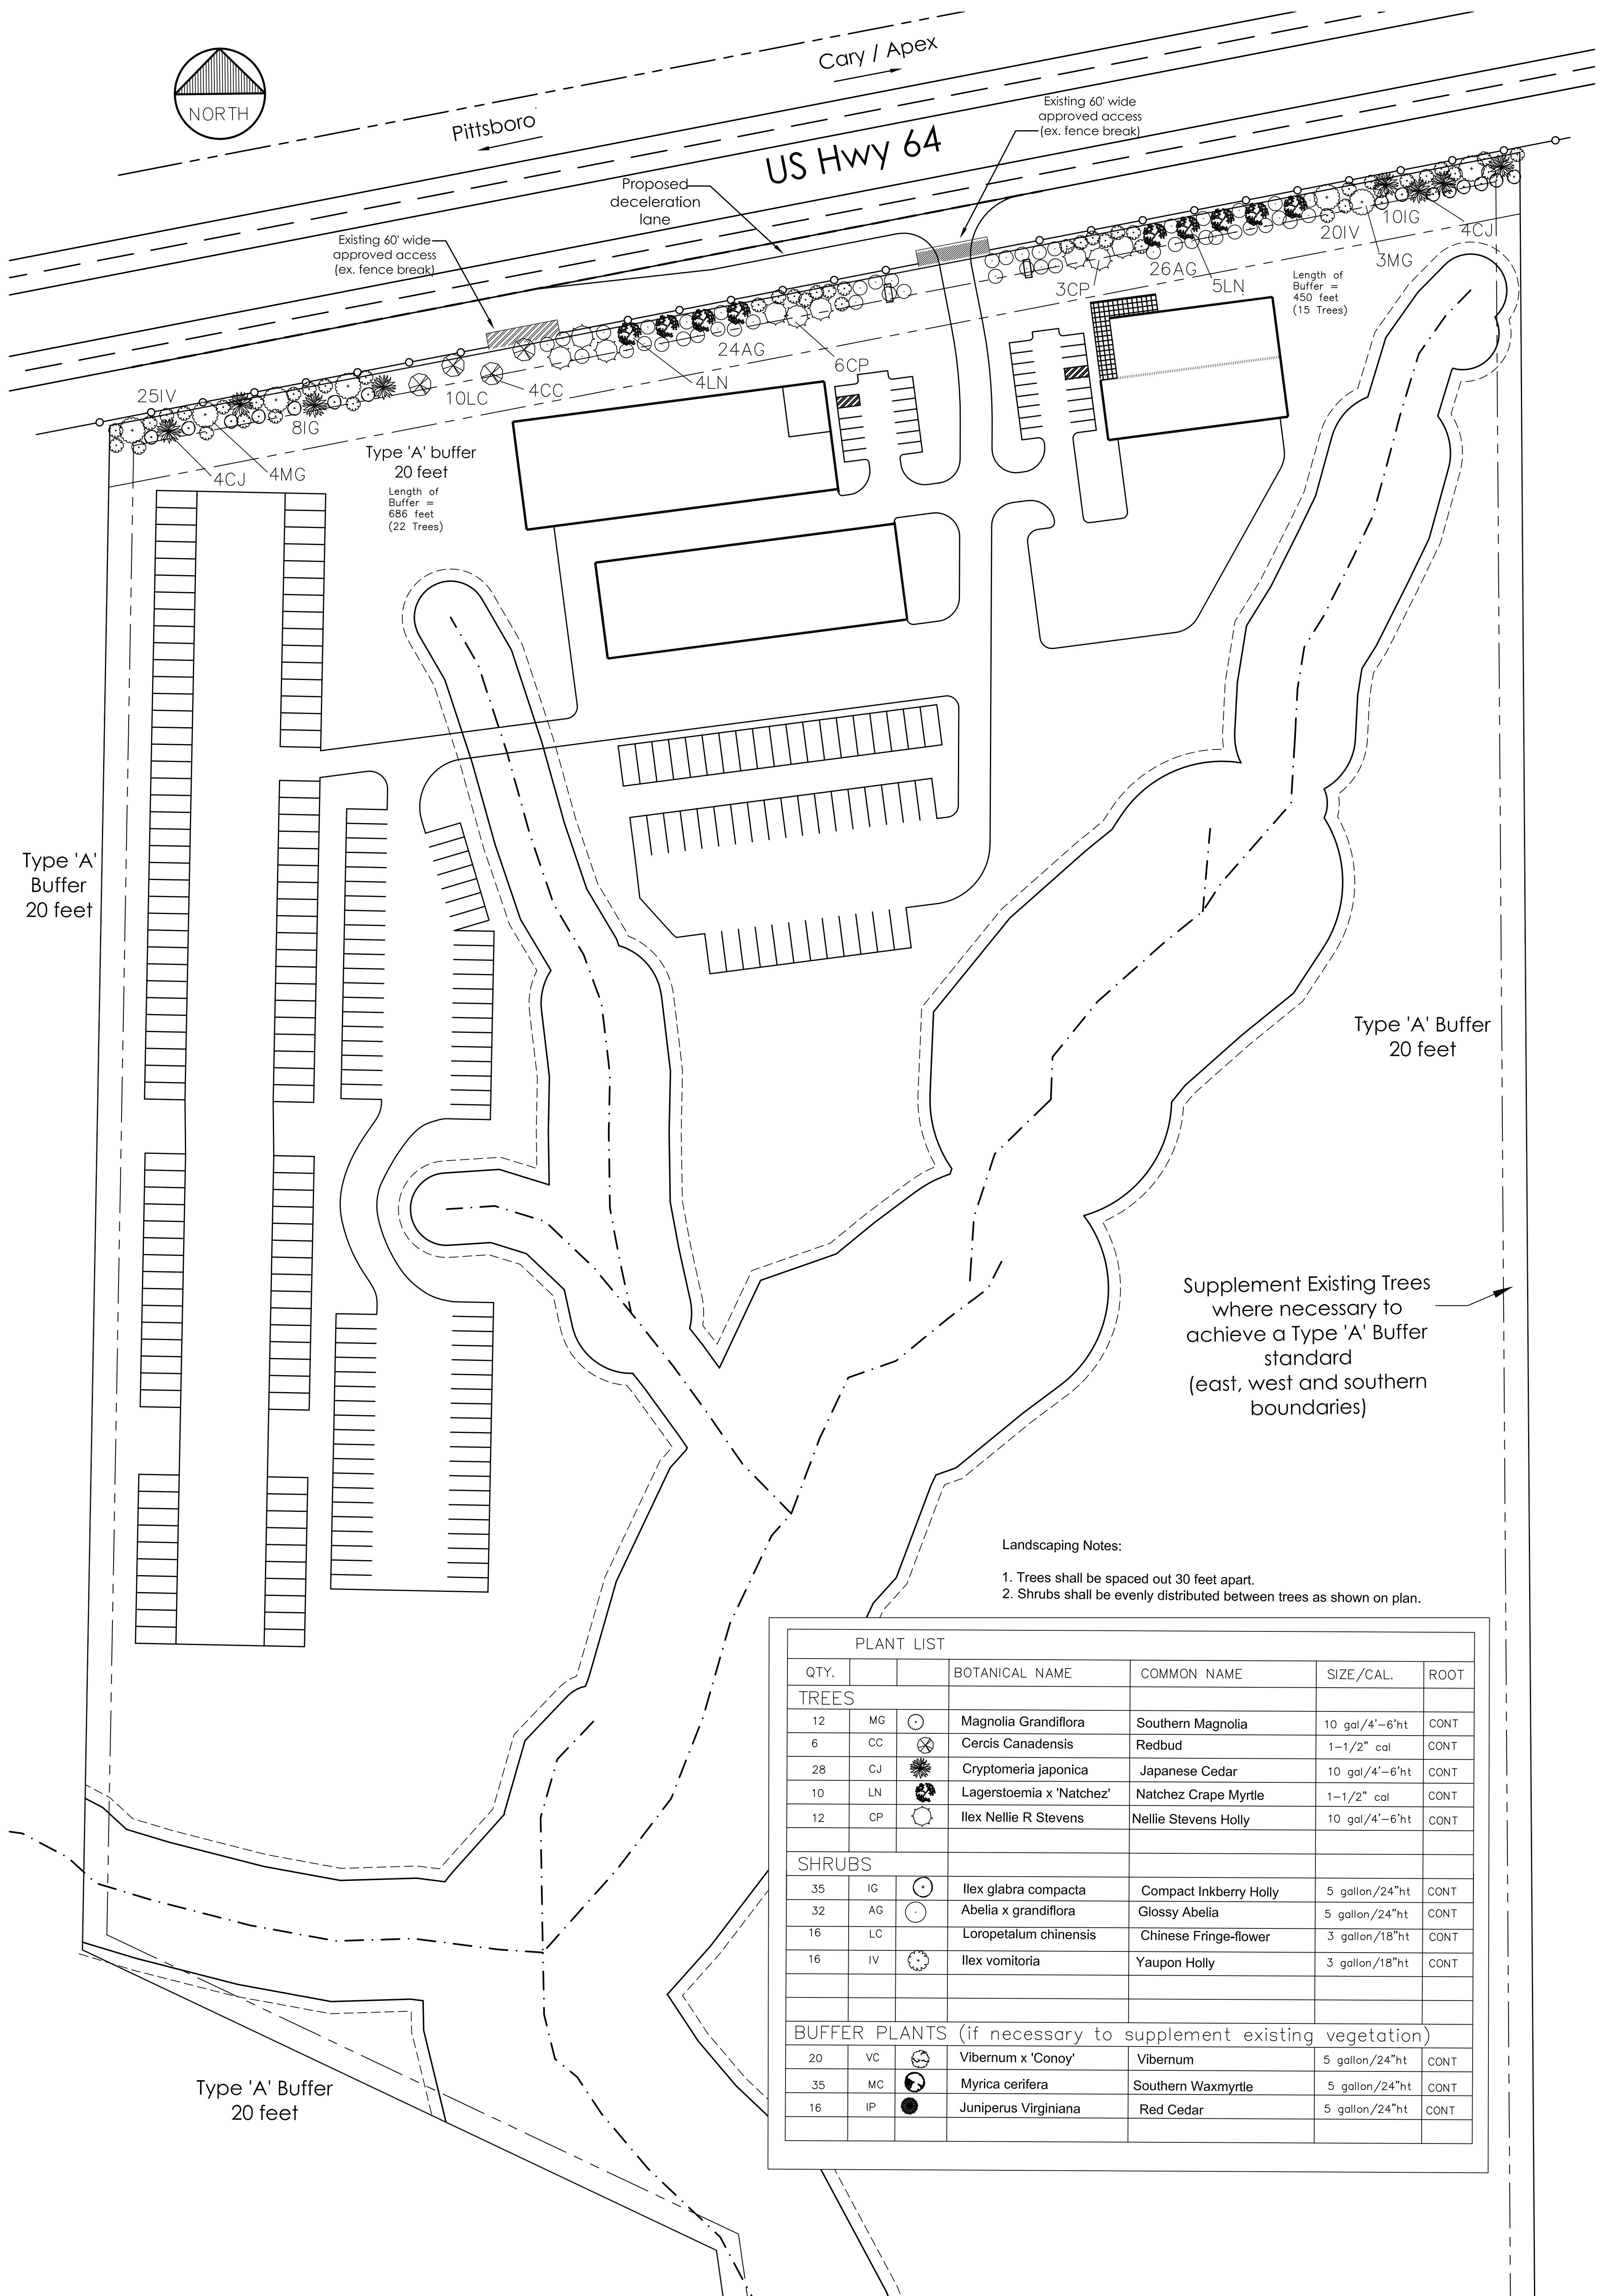 Cary / Apex
NORTH
Pittsboro
Existing 60' wide
approved access
(ex. fence break)
US Hwy 64
Proposed
deceleration
lane
Existing 60' wide
approved access
(ex. fence break)
10IG
4CJ
20IV
3MG
26AG
5LN
3CP
Length of
Buffer =
450 feet
(15 Trees)
24AG
6CP
4LN
4CC
10LC
25IV
8IG
4MG
4CJ
Type 'A' buffer
20 feet
Length of
Buffer =
686 feet
(22 Trees)
Type 'A'
Buffer
20 feet
Type 'A' Buffer
20 feet
Supplement Existing Trees
where necessary to
achieve a Type 'A' Buffer
standard
(east, west and southern
boundaries)
Landscaping Notes:
1. Trees shall be spaced out 30 feet apart.
2. Shrubs shall be evenly distributed between trees as shown on plan.
PLANT LIST
QTY. BOTANICAL NAME COMMON NAME SIZE/CAL. ROOT
TREES
12 MG Magnolia Grandiflora Southern Magnolia 10 gal/4'-6'ht CONT
6 CC Cercis Canadensis Redbud 1-1/2" cal CONT
28 CJ Cryptomeria japonica Japanese Cedar 10 gal/4'-6'ht CONT
10 LN Lagerstoemia x 'Natchez' Natchez Crape Myrtle 1-1/2" cal CONT
12 CP Ilex Nellie R Stevens Nellie Stevens Holly 10 gal/4'-6'ht CONT
SHRUBS
35 IG Ilex glabra compacta Compact Inkberry Holly 5 gallon/24"ht CONT
32 AG Abelia x grandiflora Glossy Abelia 5 gallon/24"ht CONT
16 LC Loropetalum chinensis Chinese Fringe-flower 3 gallon/18"ht CONT
16 IV Ilex vomitoria Yaupon Holly 3 gallon/18"ht CONT
BUFFER PLANTS (if necessary to supplement existing vegetation)
20 VC Vibernum x 'Conoy' Vibernum 5 gallon/24"ht CONT
35 MC Myrica cerifera Southern Waxmyrtle 5 gallon/24"ht CONT
16 IP Juniperus Virginiana Red Cedar 5 gallon/24"ht CONT
Type 'A' Buffer
20 feet